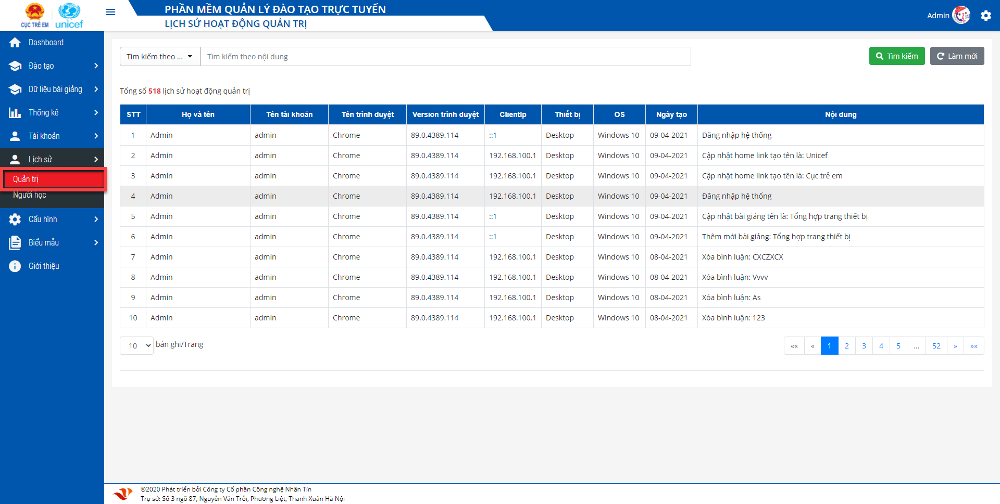 CỤC TRẺ EM
unicef
PHẦN MỀM QUẢN LÝ ĐÀO TẠO TRỰC TUYẾN
LỊCH SỬ HOẠT ĐỘNG QUẢN TRỊ
Admin
Dashboard
Đào tạo
Dữ liệu bài giảng
Thống kê
Tài khoản
Lịch sử
Quản trị
Người học
Cấu hình
Biểu mẫu
Giới thiệu
Tìm kiếm theo ... Tìm kiếm theo nội dung Tìm kiếm Làm mới
Tổng số 518 lịch sử hoạt động quản trị
STT Họ và tên Tên tài khoản Tên trình duyệt Version trình duyệt ClientIp Thiết bị OS Ngày tạo Nội dung
1 Admin admin Chrome 89.0.4389.114 ::1 Desktop Windows 10 09-04-2021 Đăng nhập hệ thống
2 Admin admin Chrome 89.0.4389.114 192.168.100.1 Desktop Windows 10 09-04-2021 Cập nhật home link tạo tên là: Unicef
3 Admin admin Chrome 89.0.4389.114 192.168.100.1 Desktop Windows 10 09-04-2021 Cập nhật home link tạo tên là: Cục trẻ em
4 Admin admin Chrome 89.0.4389.114 192.168.100.1 Desktop Windows 10 09-04-2021 Đăng nhập hệ thống
5 Admin admin Chrome 89.0.4389.114 ::1 Desktop Windows 10 09-04-2021 Cập nhật bài giảng tên là: Tổng hợp trang thiết bị
6 Admin admin Chrome 89.0.4389.114 ::1 Desktop Windows 10 09-04-2021 Thêm mới bài giảng: Tổng hợp trang thiết bị
7 Admin admin Chrome 89.0.4389.114 192.168.100.1 Desktop Windows 10 08-04-2021 Xóa bình luận: CXCZXCX
8 Admin admin Chrome 89.0.4389.114 192.168.100.1 Desktop Windows 10 08-04-2021 Xóa bình luận: Vvvv
9 Admin admin Chrome 89.0.4389.114 192.168.100.1 Desktop Windows 10 08-04-2021 Xóa bình luận: As
10 Admin admin Chrome 89.0.4389.114 192.168.100.1 Desktop Windows 10 08-04-2021 Xóa bình luận: 123
10 bản ghi/Trang «« « 1 2 3 4 5 ... 52 » »»
©2020 Phát triển bởi Công ty Cổ phần Công nghệ Nhân Tín
Trụ sở: Số 3 ngõ 87, Nguyễn Văn Trỗi, Phương Liệt, Thanh Xuân Hà Nội